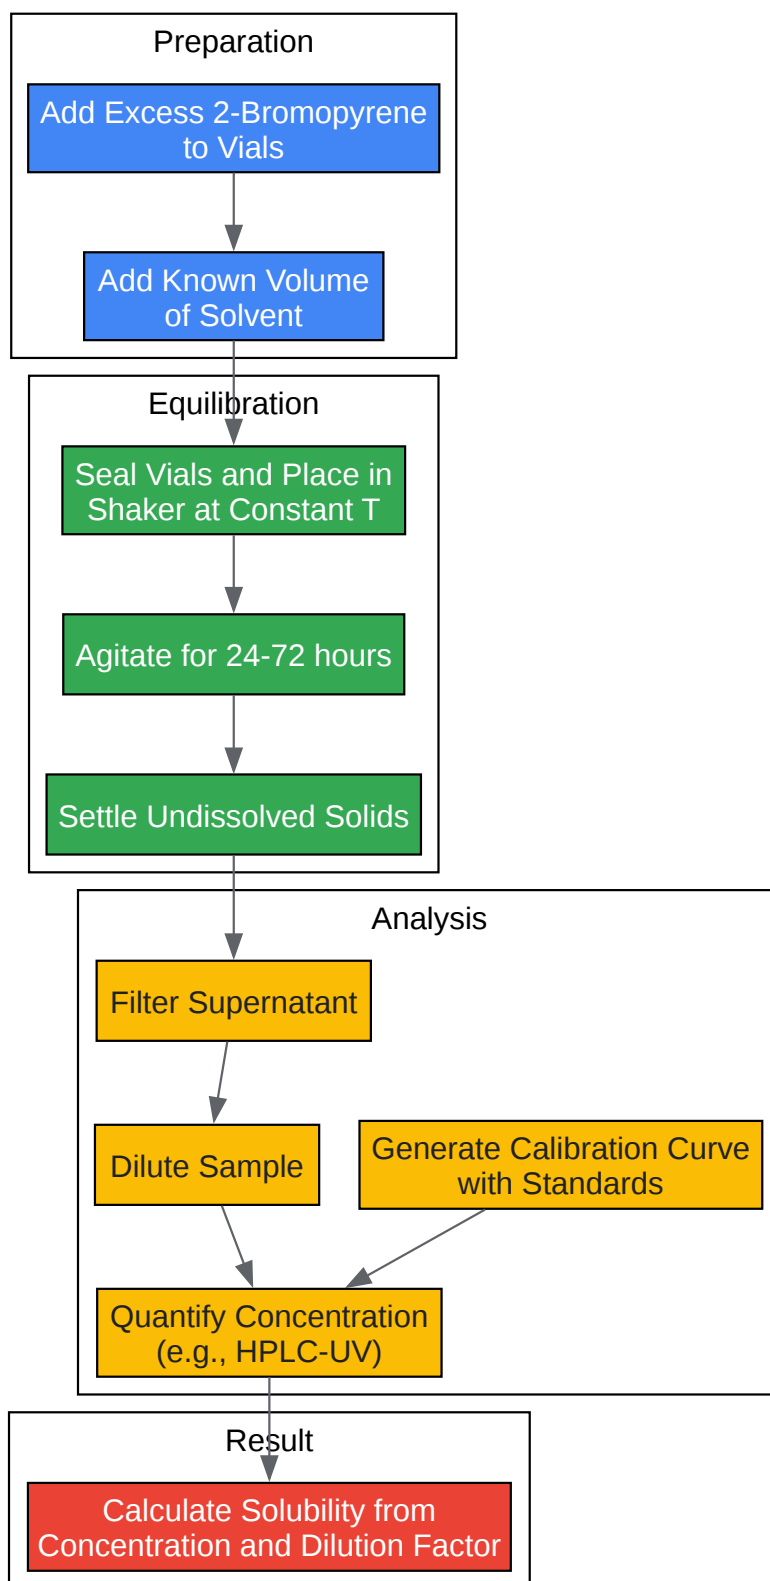 Preparation
Add Excess 2-Bromopyrene
to Vials
Add Known Volume
of Solvent
Equilibration
Seal Vials and Place in
Shaker at Constant T
Agitate for 24-72 hours
Settle Undissolved Solids
Analysis
Filter Supernatant
Dilute Sample
Generate Calibration Curve
with Standards
Quantify Concentration
(e.g., HPLC-UV)
Result
Calculate Solubility from
Concentration and Dilution Factor